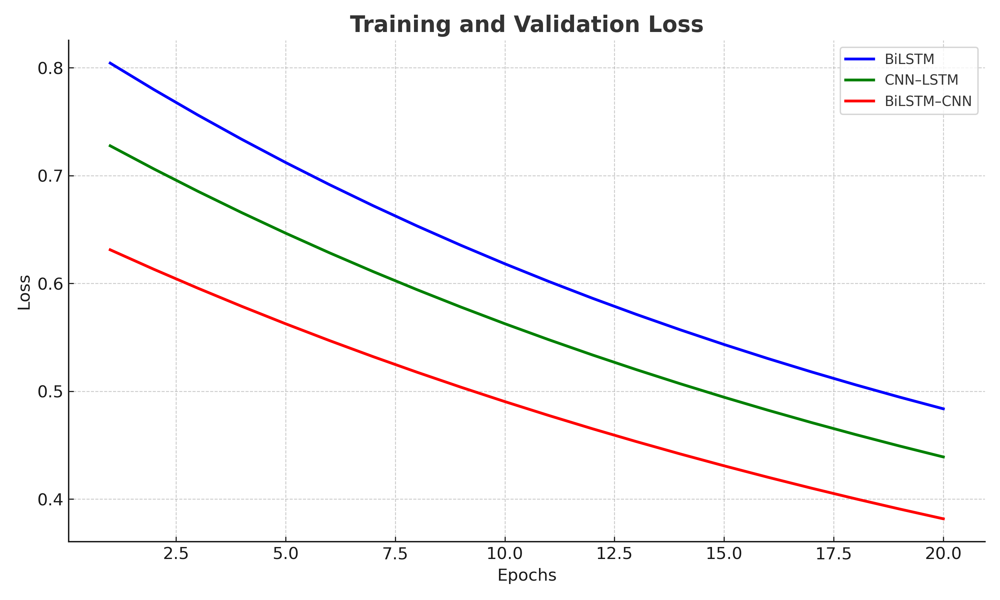 Training and Validation Loss
BiLSTM
CNN–LSTM
BiLSTM–CNN
0.8
0.7
0.6
0.5
0.4
Loss
2.5 5.0 7.5 10.0 12.5 15.0 17.5 20.0
Epochs